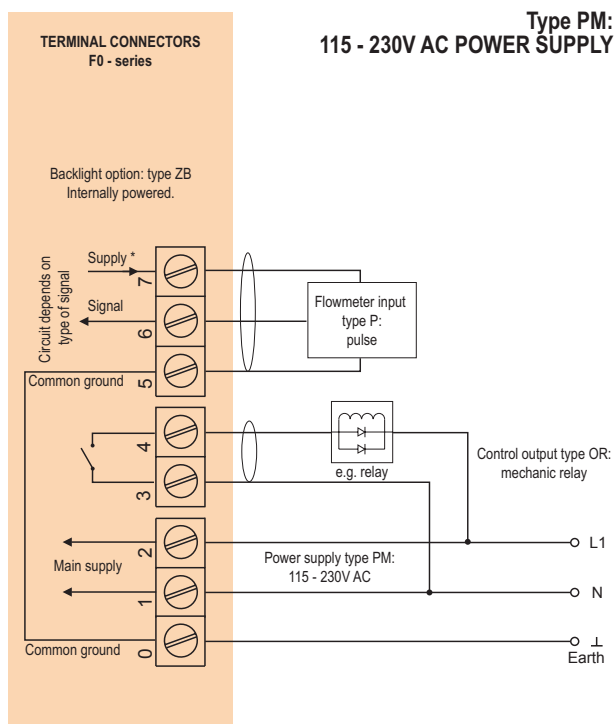 Type PM:
115 - 230V AC POWER SUPPLY
TERMINAL CONNECTORS
F0 - series
Backlight option: type ZB
Internally powered.
Circuit depends on
type of signal
Supply *
7
Signal
6
Common ground
5
Flowmeter input
type P:
pulse
4
3
e.g. relay
Control output type OR:
mechanic relay
2
Main supply
1
Power supply type PM:
115 - 230V AC
L1
N
Common ground
0
Earth